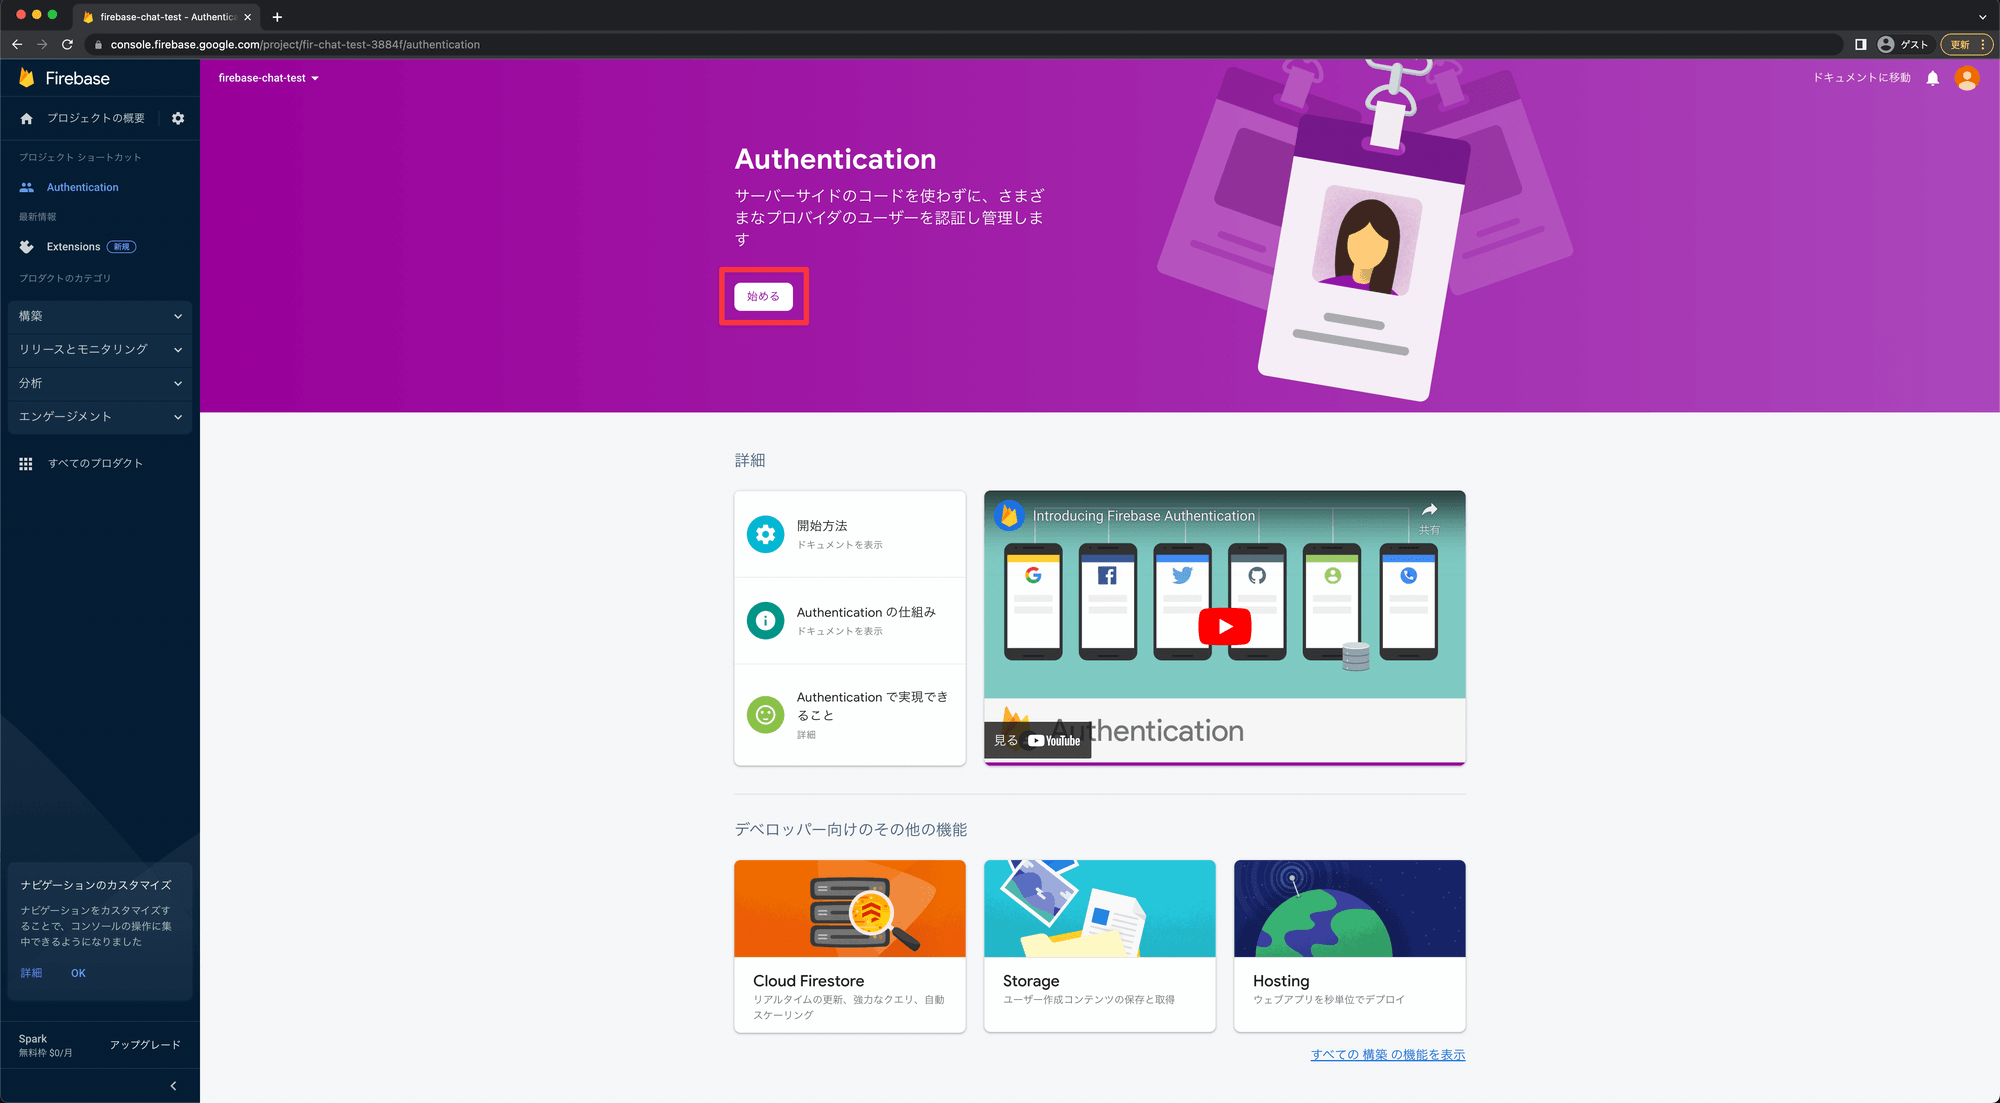 firebase-chat-test - Authentica
console.firebase.google.com/project/fir-chat-test-3884f/authentication
ゲスト
更新
Firebase
firebase-chat-test
ドキュメントに移動
プロジェクトの概要
プロジェクト ショートカット
Authentication
最新情報
Extensions
新規
プロダクトのカテゴリ
構築
リリースとモニタリング
分析
エンゲージメント
すべてのプロダクト
ナビゲーションのカスタマイズ
ナビゲーションをカスタマイズす
ることで、コンソールの操作に集
中できるようになりました
詳細
OK
Spark
無料枠 $0/月
アップグレード
Authentication
サーバーサイドのコードを使わずに、さまざ
まなプロバイダのユーザーを認証し管理しま
す
始める
詳細
開始方法
ドキュメントを表示
Authentication の仕組み
ドキュメントを表示
Authentication で実現でき
ること
詳細
Introducing Firebase Authentication
共有
Authentication
見る
YouTube
デベロッパー向けのその他の機能
Cloud Firestore
リアルタイムの更新、強力なクエリ、自動
スケーリング
Storage
ユーザー作成コンテンツの保存と取得
Hosting
ウェブアプリを秒単位でデプロイ
すべての 構築 の機能を表示